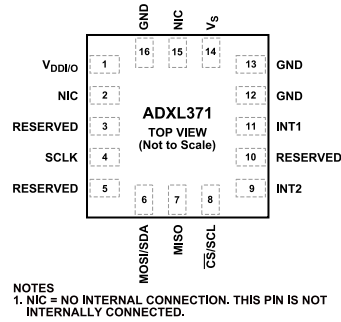 GND
NIC
VS
16
15
14
VDDI/O
1
13
GND
NIC
2
12
GND
ADXL371
RESERVED
3
TOP VIEW
(Not to Scale)
11
INT1
SCLK
4
10
RESERVED
RESERVED
5
9
INT2
6
7
8
MOSI/SDA
MISO
CS/SCL
NOTES
1. NIC = NO INTERNAL CONNECTION. THIS PIN IS NOT
INTERNALLY CONNECTED.